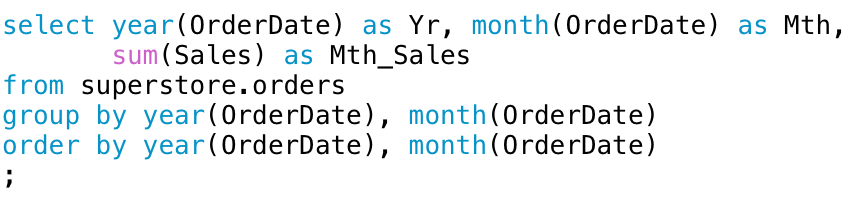 select year(OrderDate) as Yr, month(OrderDate) as Mth,
       sum(Sales) as Mth_Sales
from superstore.orders
group by year(OrderDate), month(OrderDate)
order by year(OrderDate), month(OrderDate)
;